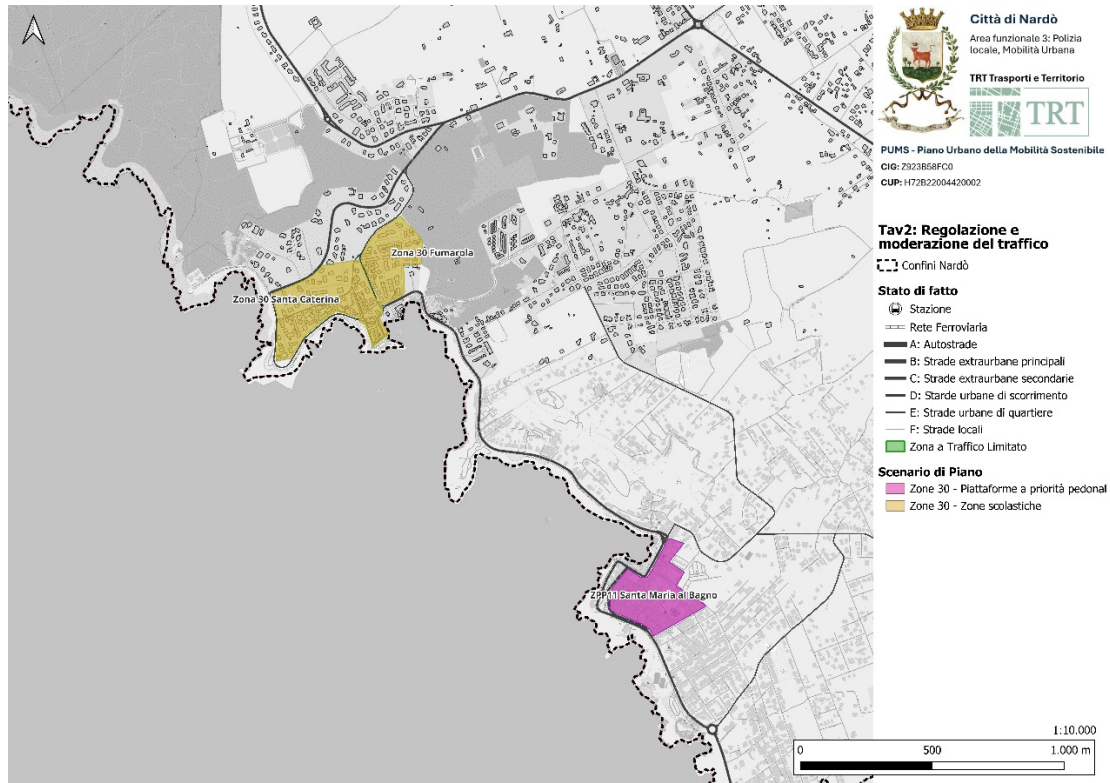 Città di Nardò
Area funzionale 3: Polizia
locale, Mobilità Urbana
TRT Trasporti e Territorio
TRT
PUMS - Piano Urbano della Mobilità Sostenibile
CIG: Z923B58FC0
CUP: H72B22004420002
Tav2: Regolazione e
moderazione del traffico
Confini Nardò
Stato di fatto
Stazione
Rete Ferroviaria
A: Autostrade
B: Strade extraurbane principali
C: Strade extraurbane secondarie
D: Starde urbane di scorrimento
E: Strade urbane di quartiere
F: Strade locali
Zona a Traffico Limitato
Scenario di Piano
Zone 30 - Piattaforme a priorità pedonal
Zone 30 - Zone scolastiche
Zona 30 Fumarola
Zona 30 Santa Caterina
ZPP11 Santa Maria al Bagno
1:10.000
0 500 1.000 m